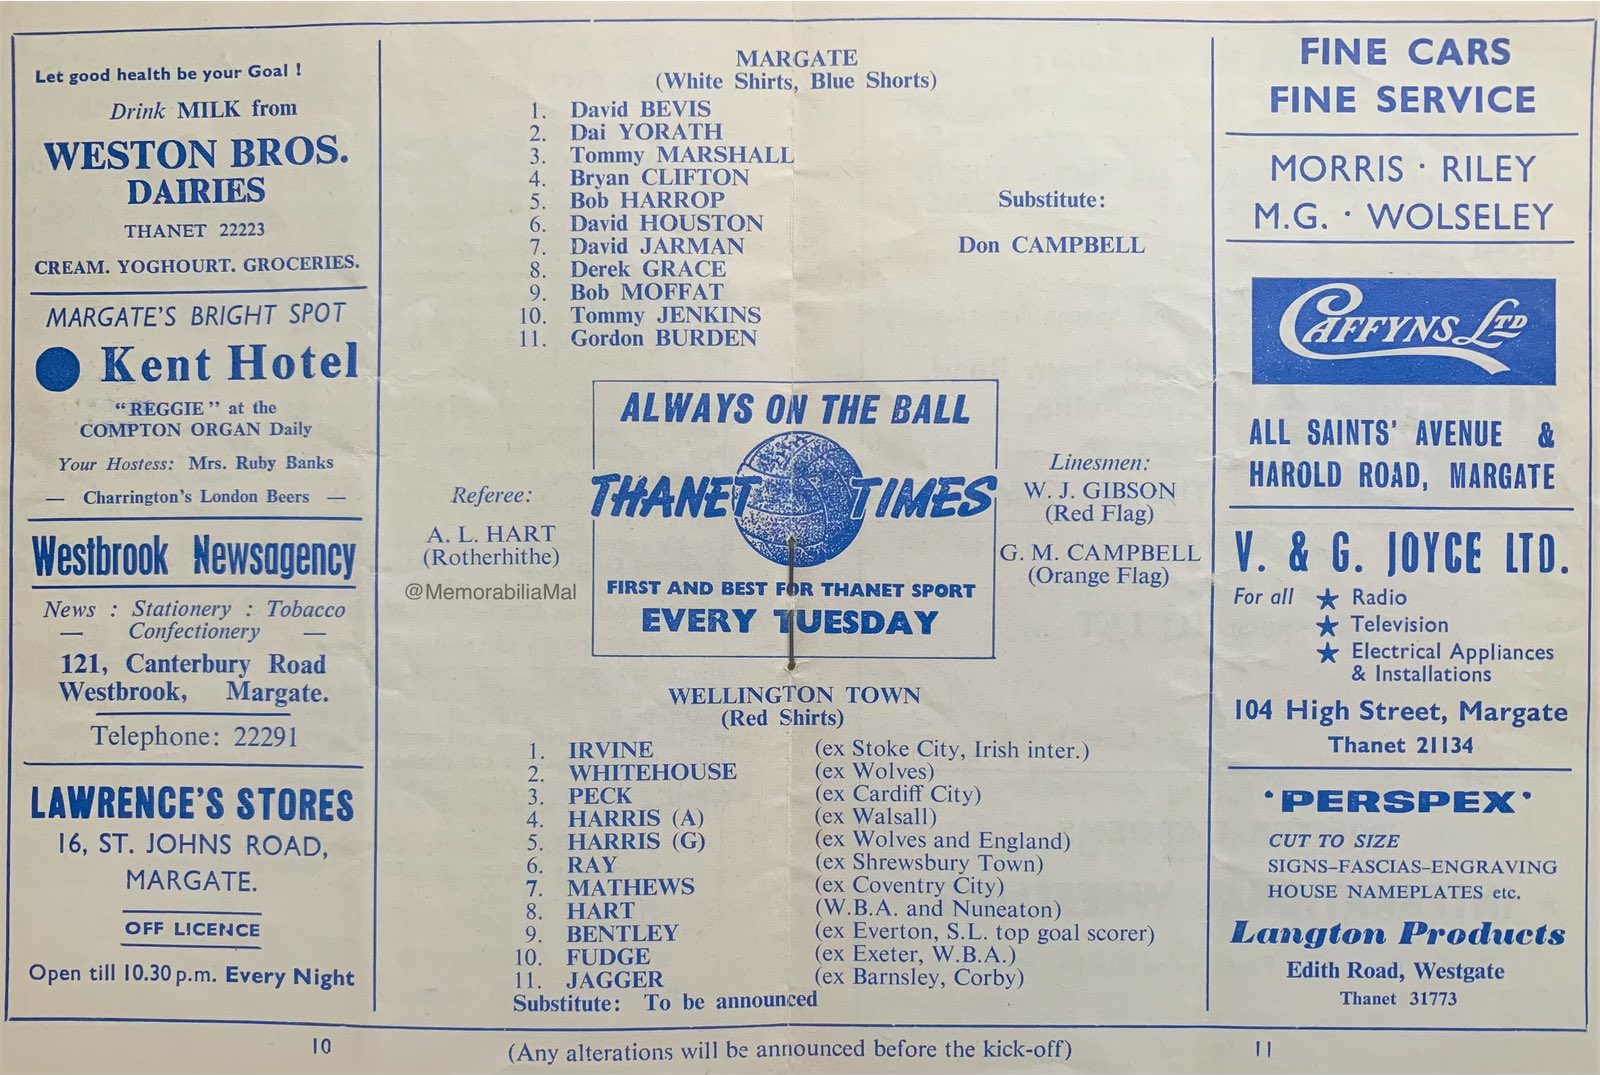 Let good health be your Goal !
Drink MILK from
WESTON BROS.
DAIRIES
THANET 22223
CREAM. YOGHOURT. GROCERIES.
MARGATE'S BRIGHT SPOT
Kent Hotel
"REGGIE" at the
COMPTON ORGAN Daily
Your Hostess: Mrs. Ruby Banks
— Charrington's London Beers —
Westbrook Newsagency
News : Stationery : Tobacco
— Confectionery —
121, Canterbury Road
Westbrook, Margate.
Telephone: 22291
LAWRENCE'S STORES
16, ST. JOHNS ROAD,
MARGATE.
OFF LICENCE
Open till 10.30 p.m. Every Night
10
MARGATE
(White Shirts, Blue Shorts)
1. David BEVIS
2. Dai YORATH
3. Tommy MARSHALL
4. Bryan CLIFTON
5. Bob HARROP
6. David HOUSTON
7. David JARMAN
8. Derek GRACE
9. Bob MOFFAT
10. Tommy JENKINS
11. Gordon BURDEN
Substitute:
Don CAMPBELL
Referee:
A. L. HART
(Rotherhithe)
@MemorabiliaMal
ALWAYS ON THE BALL
THANET TIMES
FIRST AND BEST FOR THANET SPORT
EVERY TUESDAY
Linesmen:
W. J. GIBSON
(Red Flag)
G. M. CAMPBELL
(Orange Flag)
WELLINGTON TOWN
(Red Shirts)
1. IRVINE (ex Stoke City, Irish inter.)
2. WHITEHOUSE (ex Wolves)
3. PECK (ex Cardiff City)
4. HARRIS (A) (ex Walsall)
5. HARRIS (G) (ex Wolves and England)
6. RAY (ex Shrewsbury Town)
7. MATHEWS (ex Coventry City)
8. HART (W.B.A. and Nuneaton)
9. BENTLEY (ex Everton, S.L. top goal scorer)
10. FUDGE (ex Exeter, W.B.A.)
11. JAGGER (ex Barnsley, Corby)
Substitute: To be announced
(Any alterations will be announced before the kick-off)
FINE CARS
FINE SERVICE
MORRIS · RILEY
M.G. · WOLSELEY
CAFFYNS LTD
ALL SAINTS' AVENUE &
HAROLD ROAD, MARGATE
V. & G. JOYCE LTD.
For all ★ Radio
★ Television
★ Electrical Appliances
& Installations
104 High Street, Margate
Thanet 21134
'PERSPEX'
CUT TO SIZE
SIGNS–FASCIAS–ENGRAVING
HOUSE NAMEPLATES etc.
Langton Products
Edith Road, Westgate
Thanet 31773
11